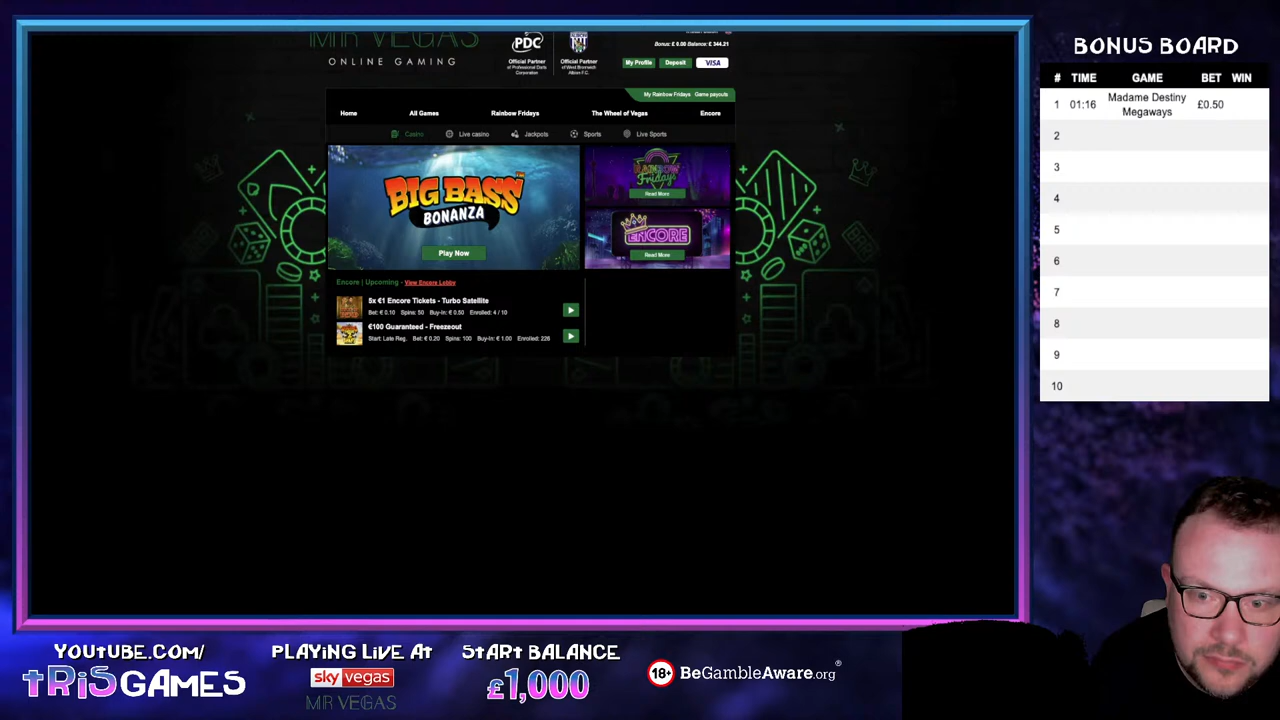 MR VEGAS
ONLINE GAMING
PDC
Official Partner
of Professional Darts
Corporation
Official Partner
of West Bromwich
Albion F.C.
Bonus: £ 6.00 Balance: £ 344.21
My Profile
Deposit
VISA
My Rainbow Fridays Game payouts
Home
All Games
Rainbow Fridays
The Wheel of Vegas
Encore
Casino
Live casino
Jackpots
Sports
Live Sports
BIG BASS
BONANZA
Play Now
RAINBOW
Fridays
Read More
ENCORE
Read More
Encore | Upcoming - View Encore Lobby
5x €1 Encore Tickets - Turbo Satellite
Bet: € 0.10 Spins: 50 Buy-In: € 0.50 Enrolled: 4 / 10
€100 Guaranteed - Freezeout
Start: Late Reg. Bet: € 0.20 Spins: 100 Buy-In: € 1.00 Enrolled: 226
BONUS BOARD
# TIME GAME BET WIN
1 01:16 Madame Destiny Megaways £0.50
2
3
4
5
6
7
8
9
10
YOUTUBE.COM/
TRISGAMES
PLAYING LIVE AT
sky vegas
MR VEGAS
START BALANCE
£1,000
18+ BeGambleAware.org®